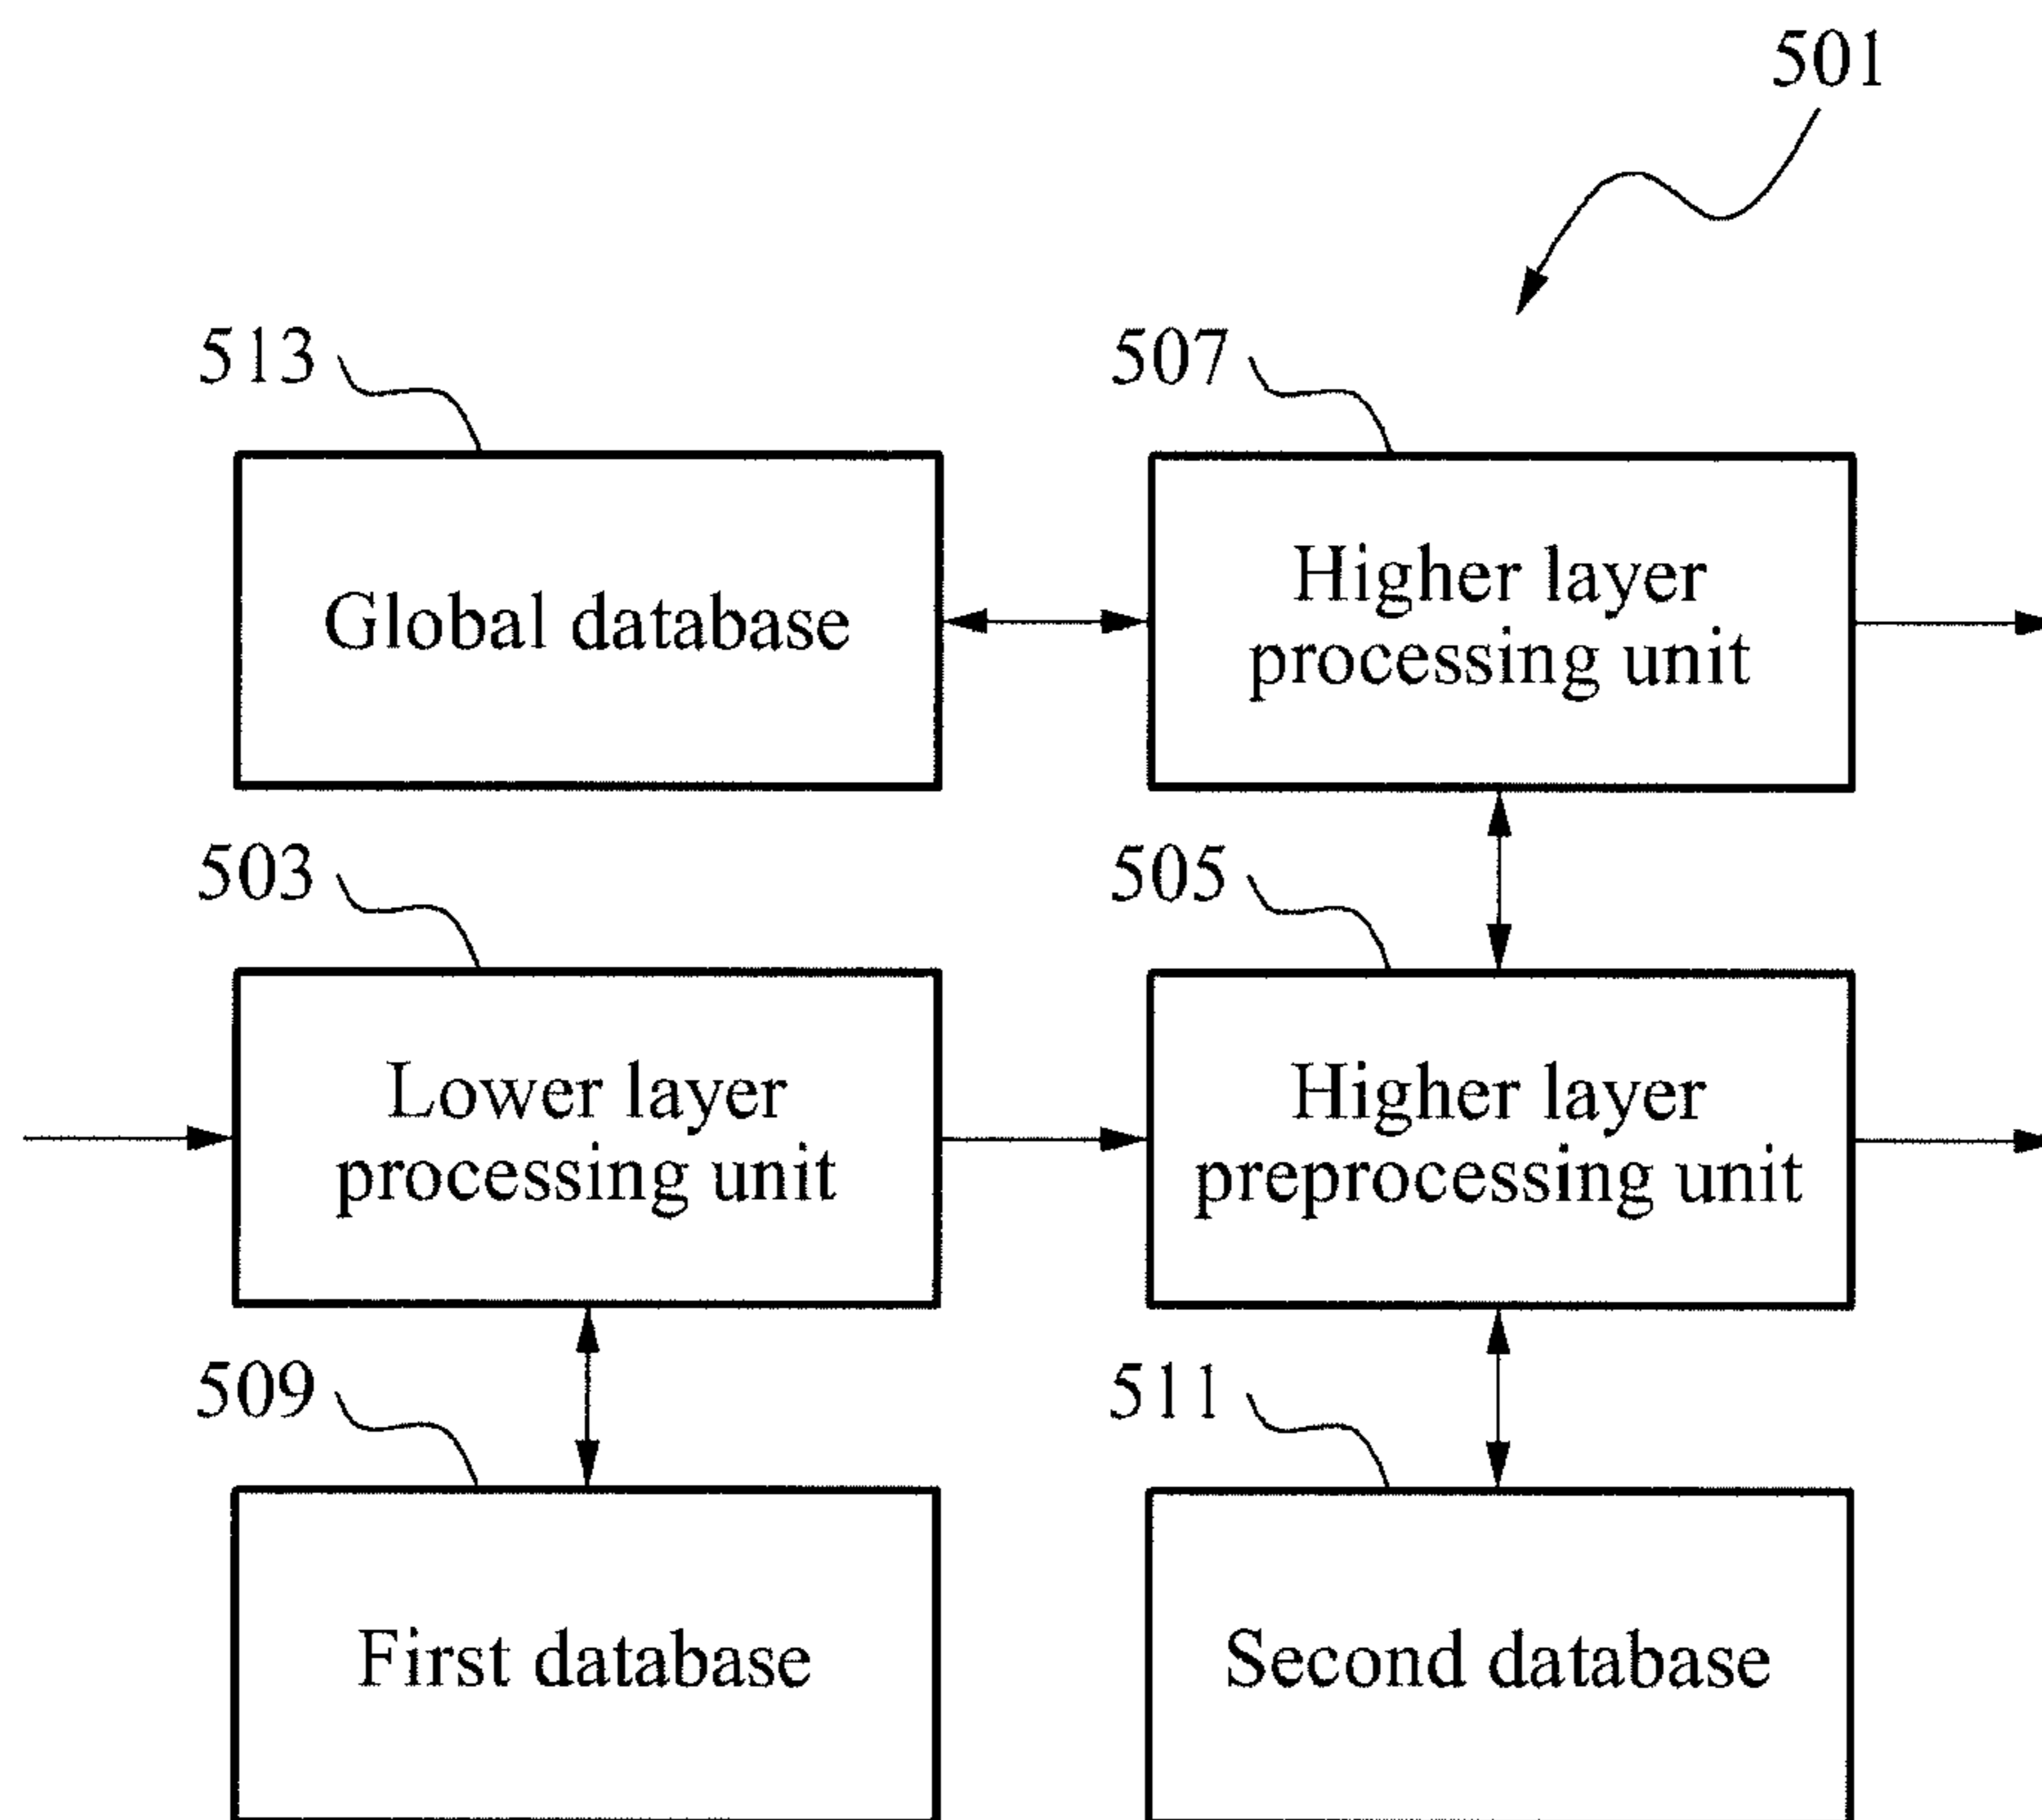 501
513
507
Global database
Higher layer
processing unit
503
505
Lower layer
processing unit
Higher layer
preprocessing unit
509
511
First database
Second database